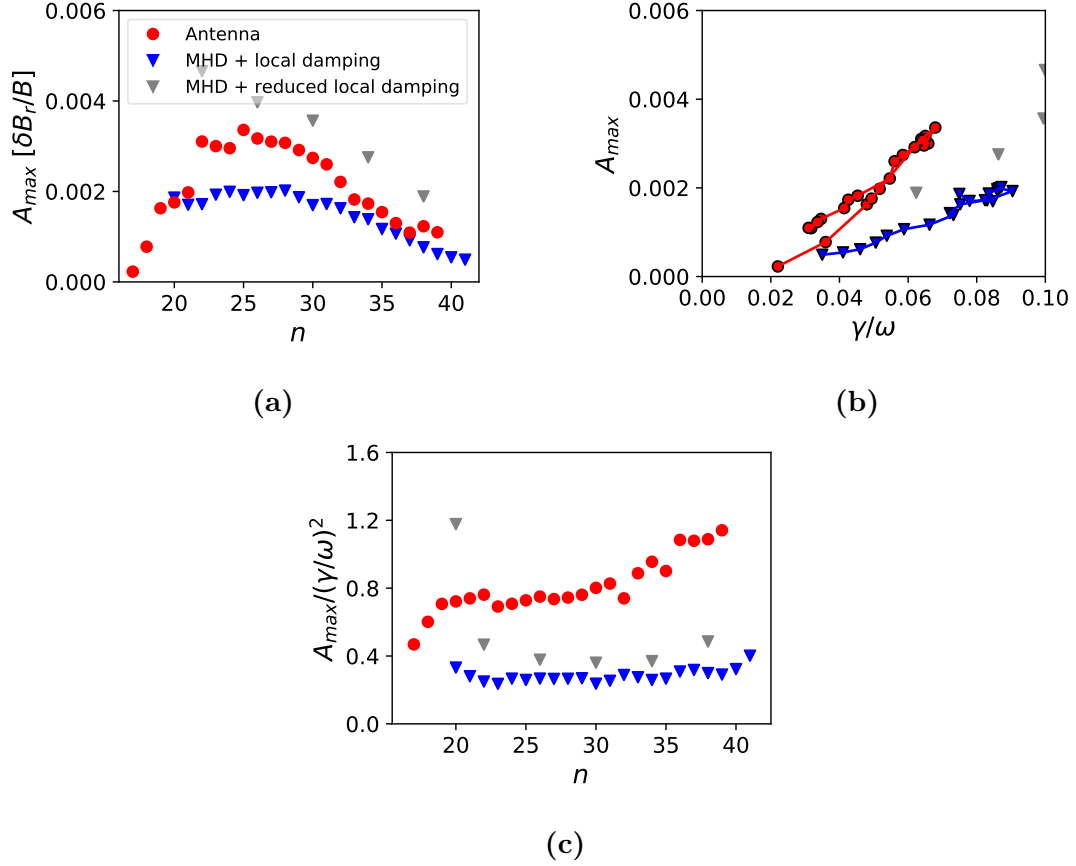 0.006
0.004
0.002
0.000
A_max [δB_r/B]
Antenna
MHD + local damping
MHD + reduced local damping
20 25 30 35 40
n
(a)
0.006
0.004
0.002
0.000
A_max
0.00 0.02 0.04 0.06 0.08 0.10
γ/ω
(b)
1.6
1.2
0.8
0.4
0.0
A_max/(γ/ω)²
20 25 30 35 40
n
(c)